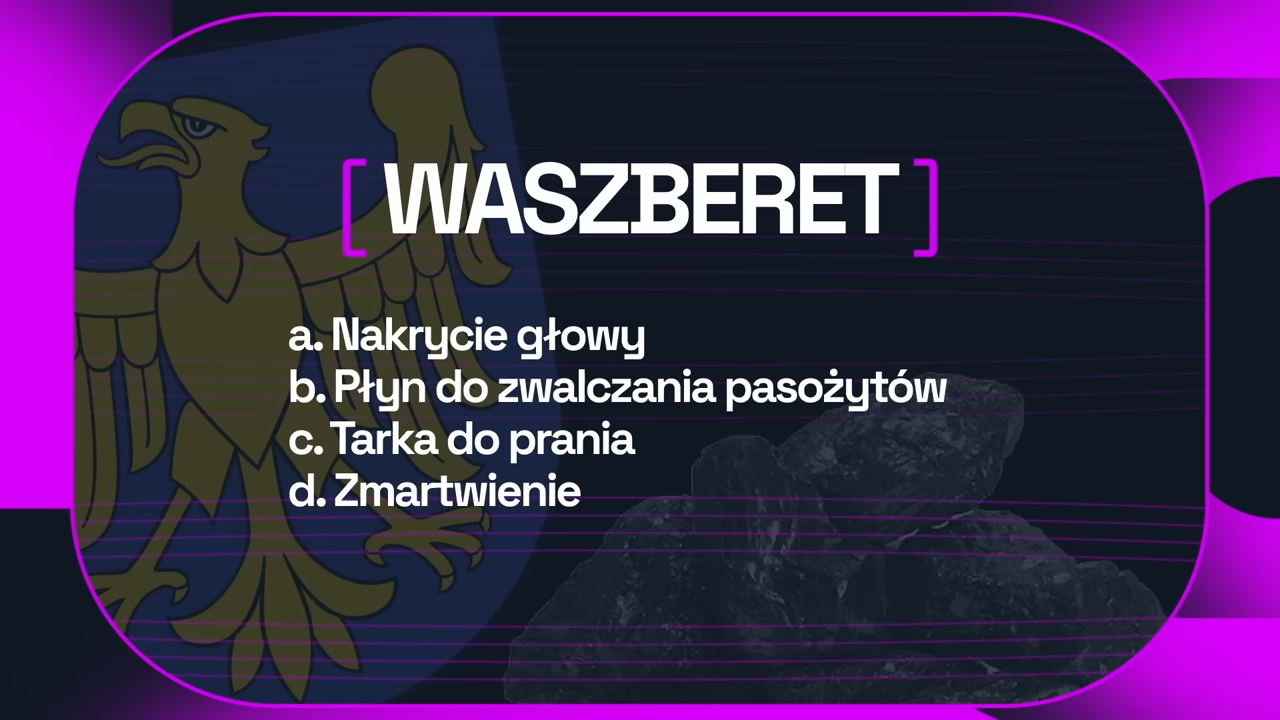 [WASZBERET]
a. Nakrycie głowy
b. Płyn do zwalczania pasożytów
c. Tarka do prania
d. Zmartwienie